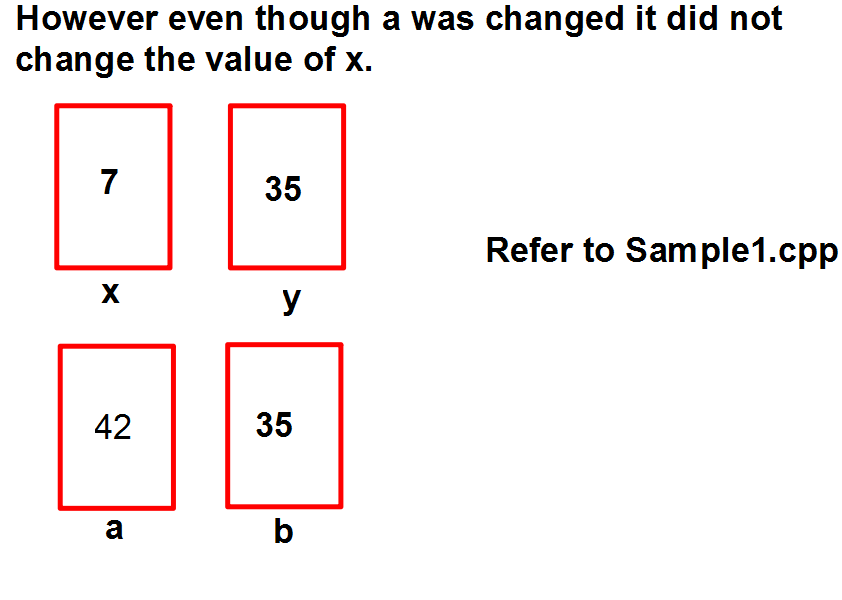 However even though a was changed it did not
change the value of x.
7
35
Refer to Sample1.cpp
x
y
42
35
a
b